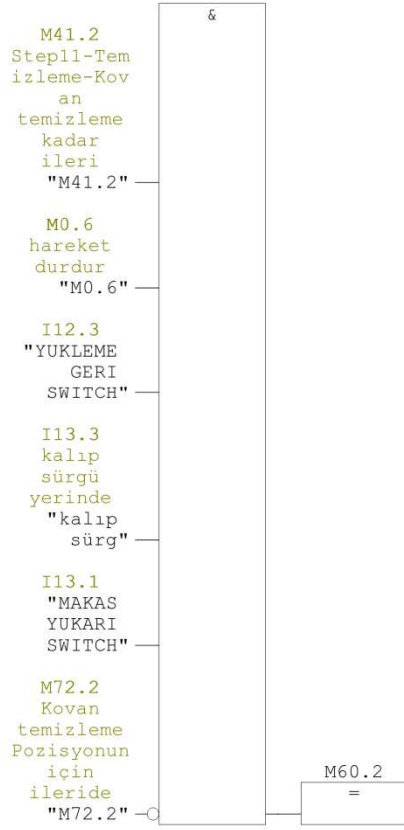 &
M41.2
Step11-Tem
izleme-Kov
an
temizleme
kadar
ileri
"M41.2"
M0.6
hareket
durdur
"M0.6"
I12.3
"YUKLEME
GERI
SWITCH"
I13.3
kalıp
sürgü
yerinde
"kalıp
sürg"
I13.1
"MAKAS
YUKARI
SWITCH"
M72.2
Kovan
temizleme
Pozisyonun
için
ileride
"M72.2"
M60.2
=